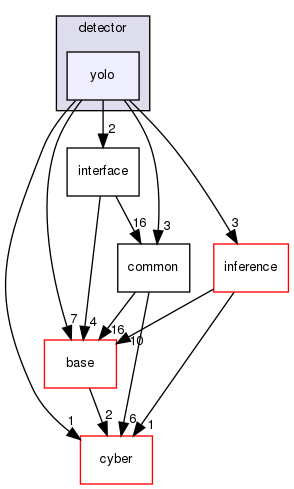 detector
yolo
2
interface
16
3
3
common
inference
7
4
16
10
base
1
2
6
1
cyber